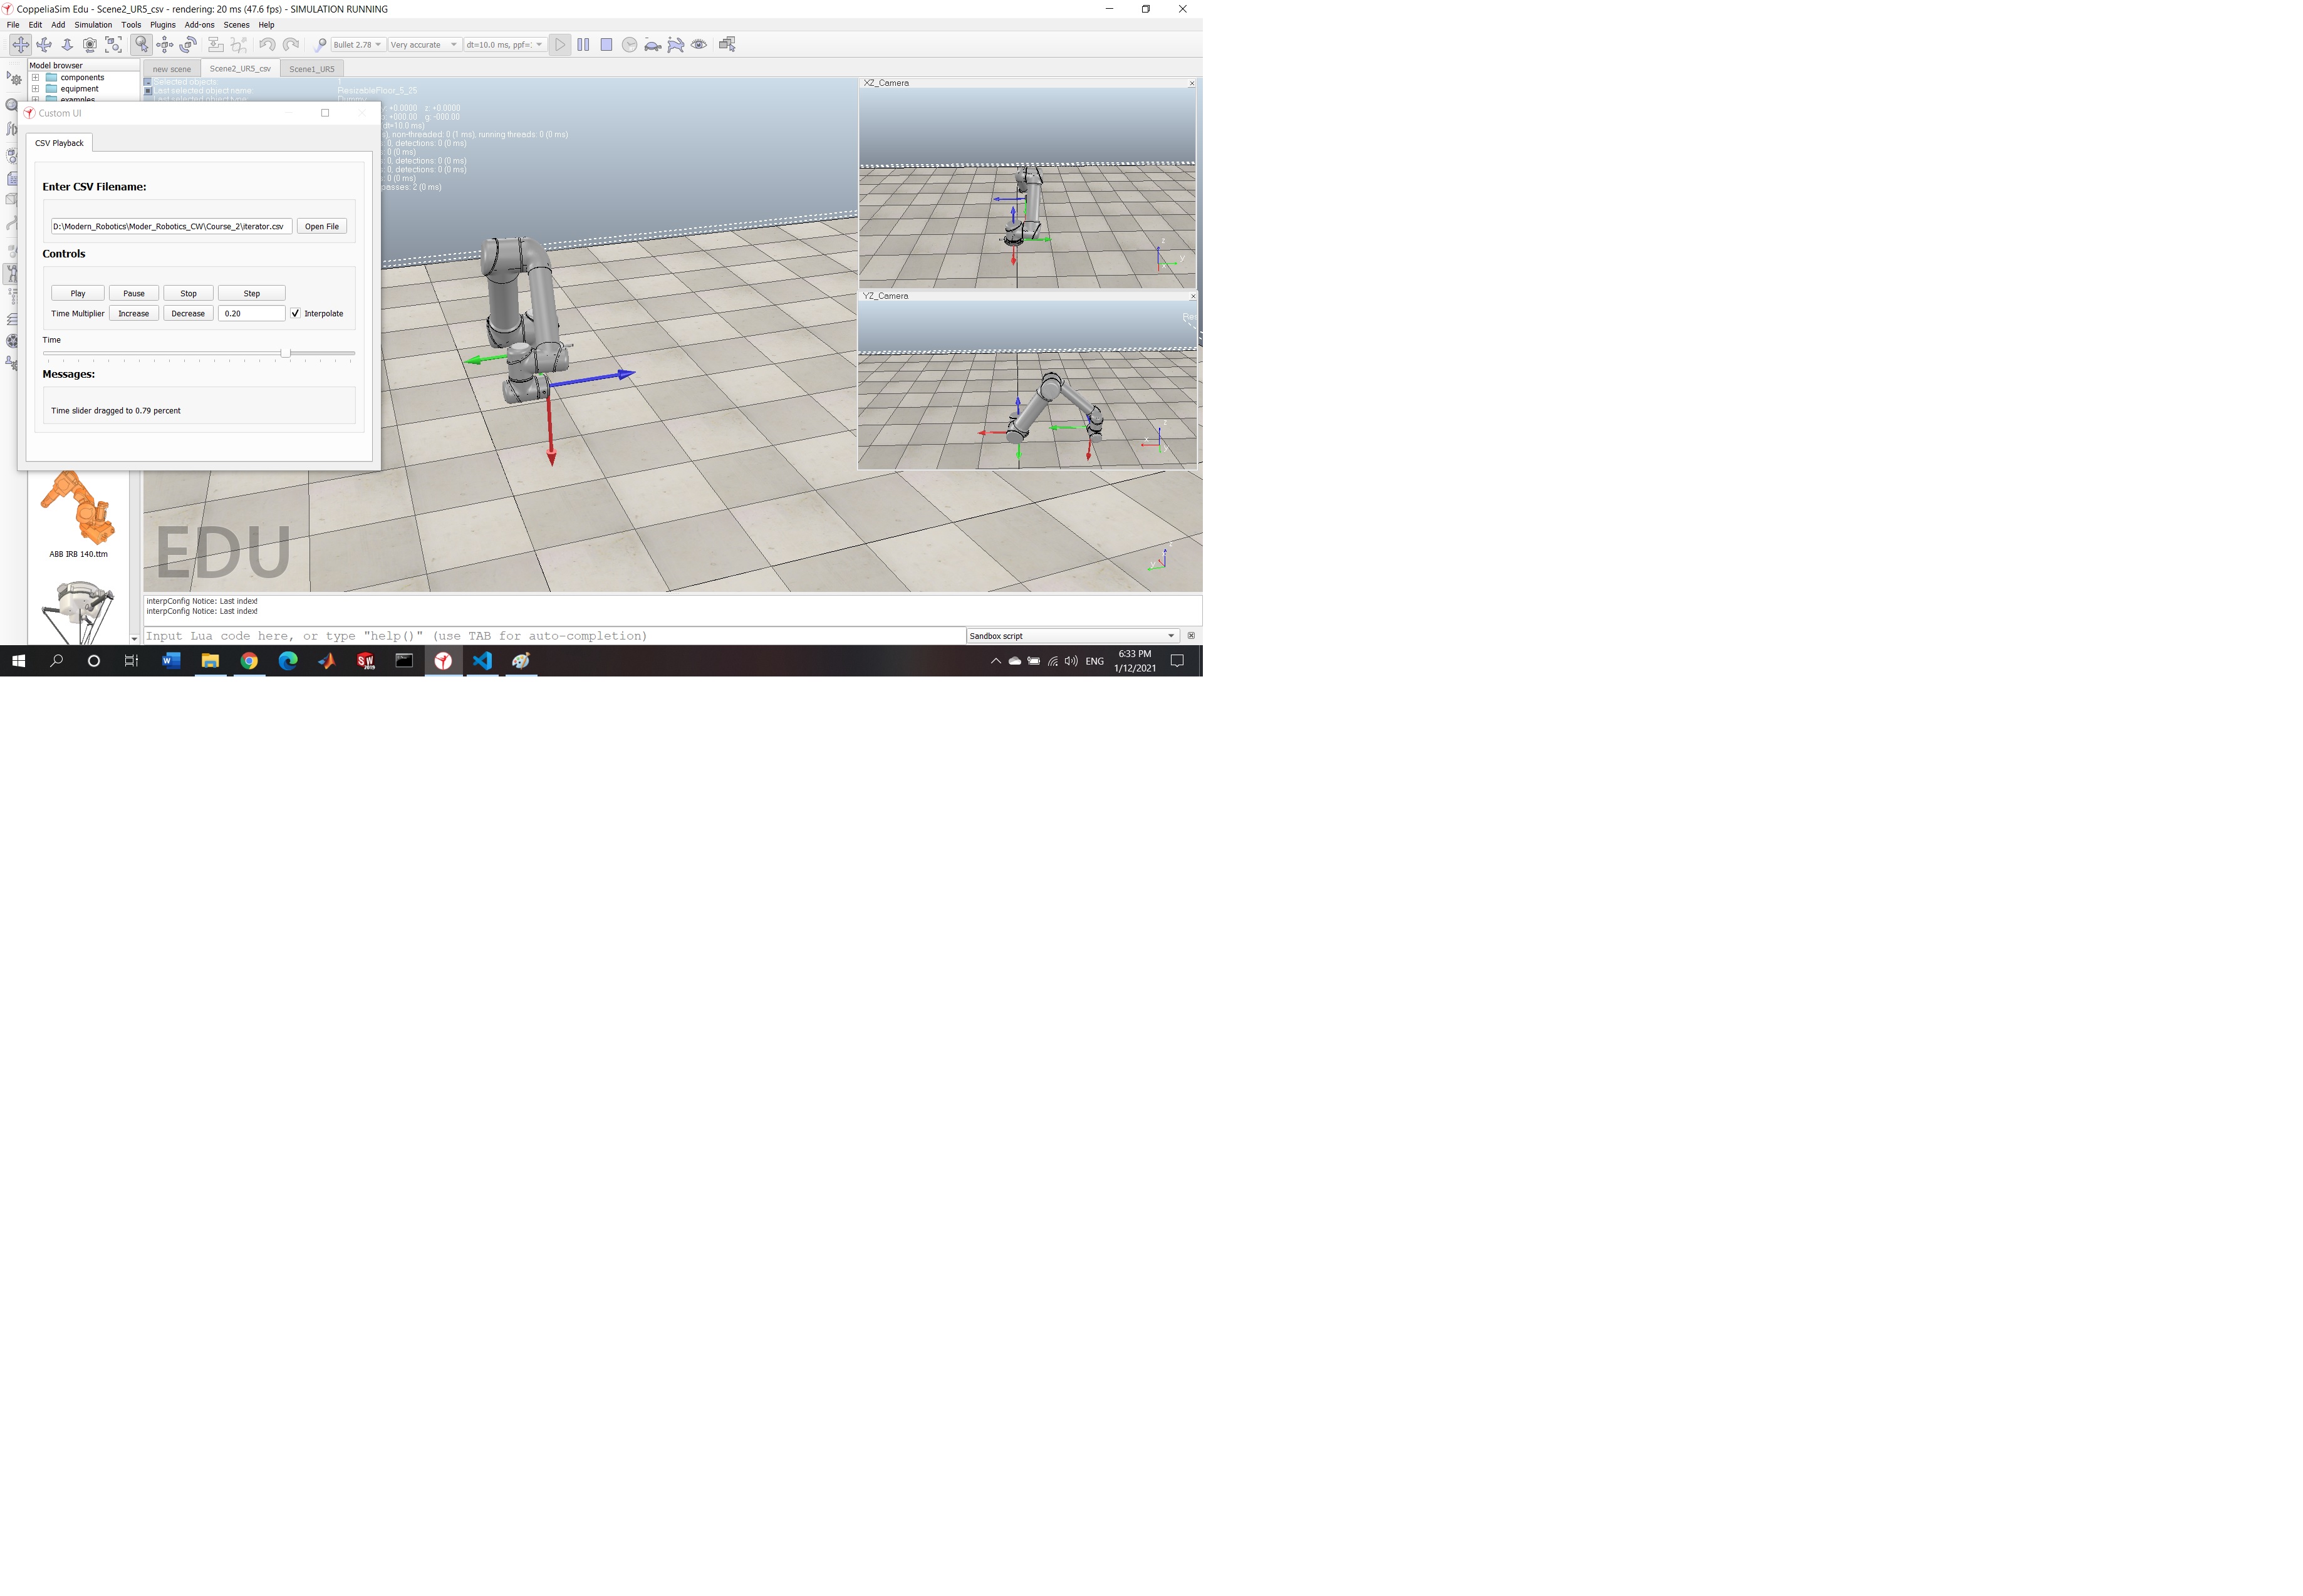 CoppeliaSim Edu - Scene2_UR5_csv - rendering: 20 ms (47.6 fps) - SIMULATION RUNNING
File Edit Add Simulation Tools Plugins Add-ons Scenes Help
Bullet 2.78 Very accurate dt=10.0 ms, ppf=
Model browser
new scene Scene2_UR5_csv Scene1_UR5
components
equipment
examples
Selected objects:
Last selected object name: ResizableFloor_5_25
Last selected object type: Dummy
+0.0000 z: +0.0000
+000.00 g: -000.00
dt=10.0 ms)
non-threaded: 0 (1 ms), running threads: 0 (0 ms)
0, detections: 0 (0 ms)
0 (0 ms)
0, detections: 0 (0 ms)
0, detections: 0 (0 ms)
0 (0 ms)
passes: 2 (0 ms)
Custom UI
CSV Playback
Enter CSV Filename:
D:\Modern_Robotics\Moder_Robotics_CW\Course_2\iterator.csv Open File
Controls
Play Pause Stop Step
Time Multiplier Increase Decrease 0.20 Interpolate
Time
Messages:
Time slider dragged to 0.79 percent
XZ_Camera
z
y
YZ_Camera
z
ABB IRB 140.ttm
EDU
interpConfig Notice: Last index!
interpConfig Notice: Last index!
Input Lua code here, or type "help()" (use TAB for auto-completion) Sandbox script
SW
2019
ENG
6:33 PM
1/12/2021